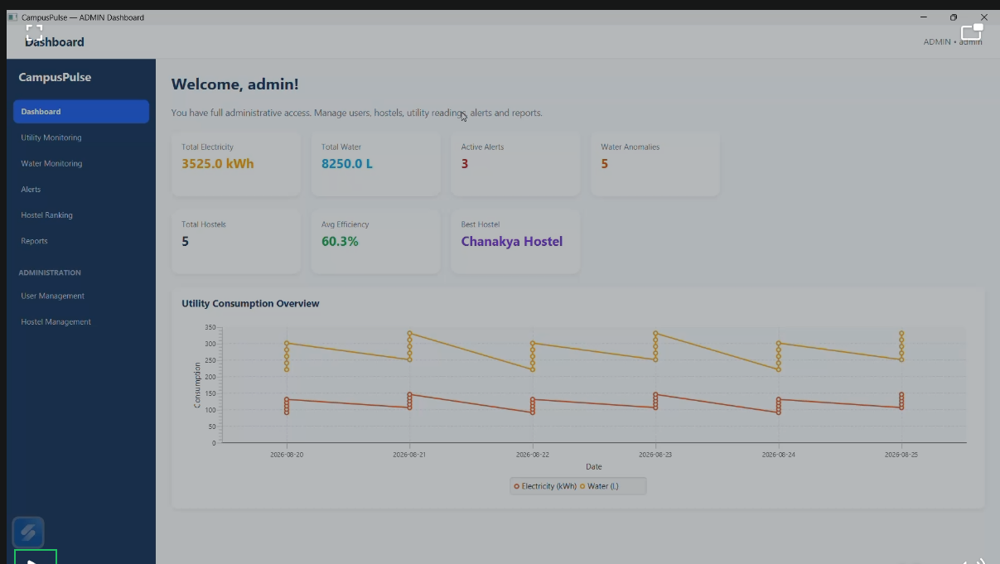 CampusPulse — ADMIN Dashboard
Dashboard
ADMIN • admin
CampusPulse
Dashboard
Utility Monitoring
Water Monitoring
Alerts
Hostel Ranking
Reports
ADMINISTRATION
User Management
Hostel Management
Welcome, admin!
You have full administrative access. Manage users, hostels, utility readings, alerts and reports.
Total Electricity
3525.0 kWh
Total Water
8250.0 L
Active Alerts
3
Water Anomalies
5
Total Hostels
5
Avg Efficiency
60.3%
Best Hostel
Chanakya Hostel
Utility Consumption Overview
Consumption
350
300
250
200
150
100
50
0
2026-08-20
2026-08-21
2026-08-22
2026-08-23
2026-08-24
2026-08-25
Date
Electricity (kWh) Water (L)